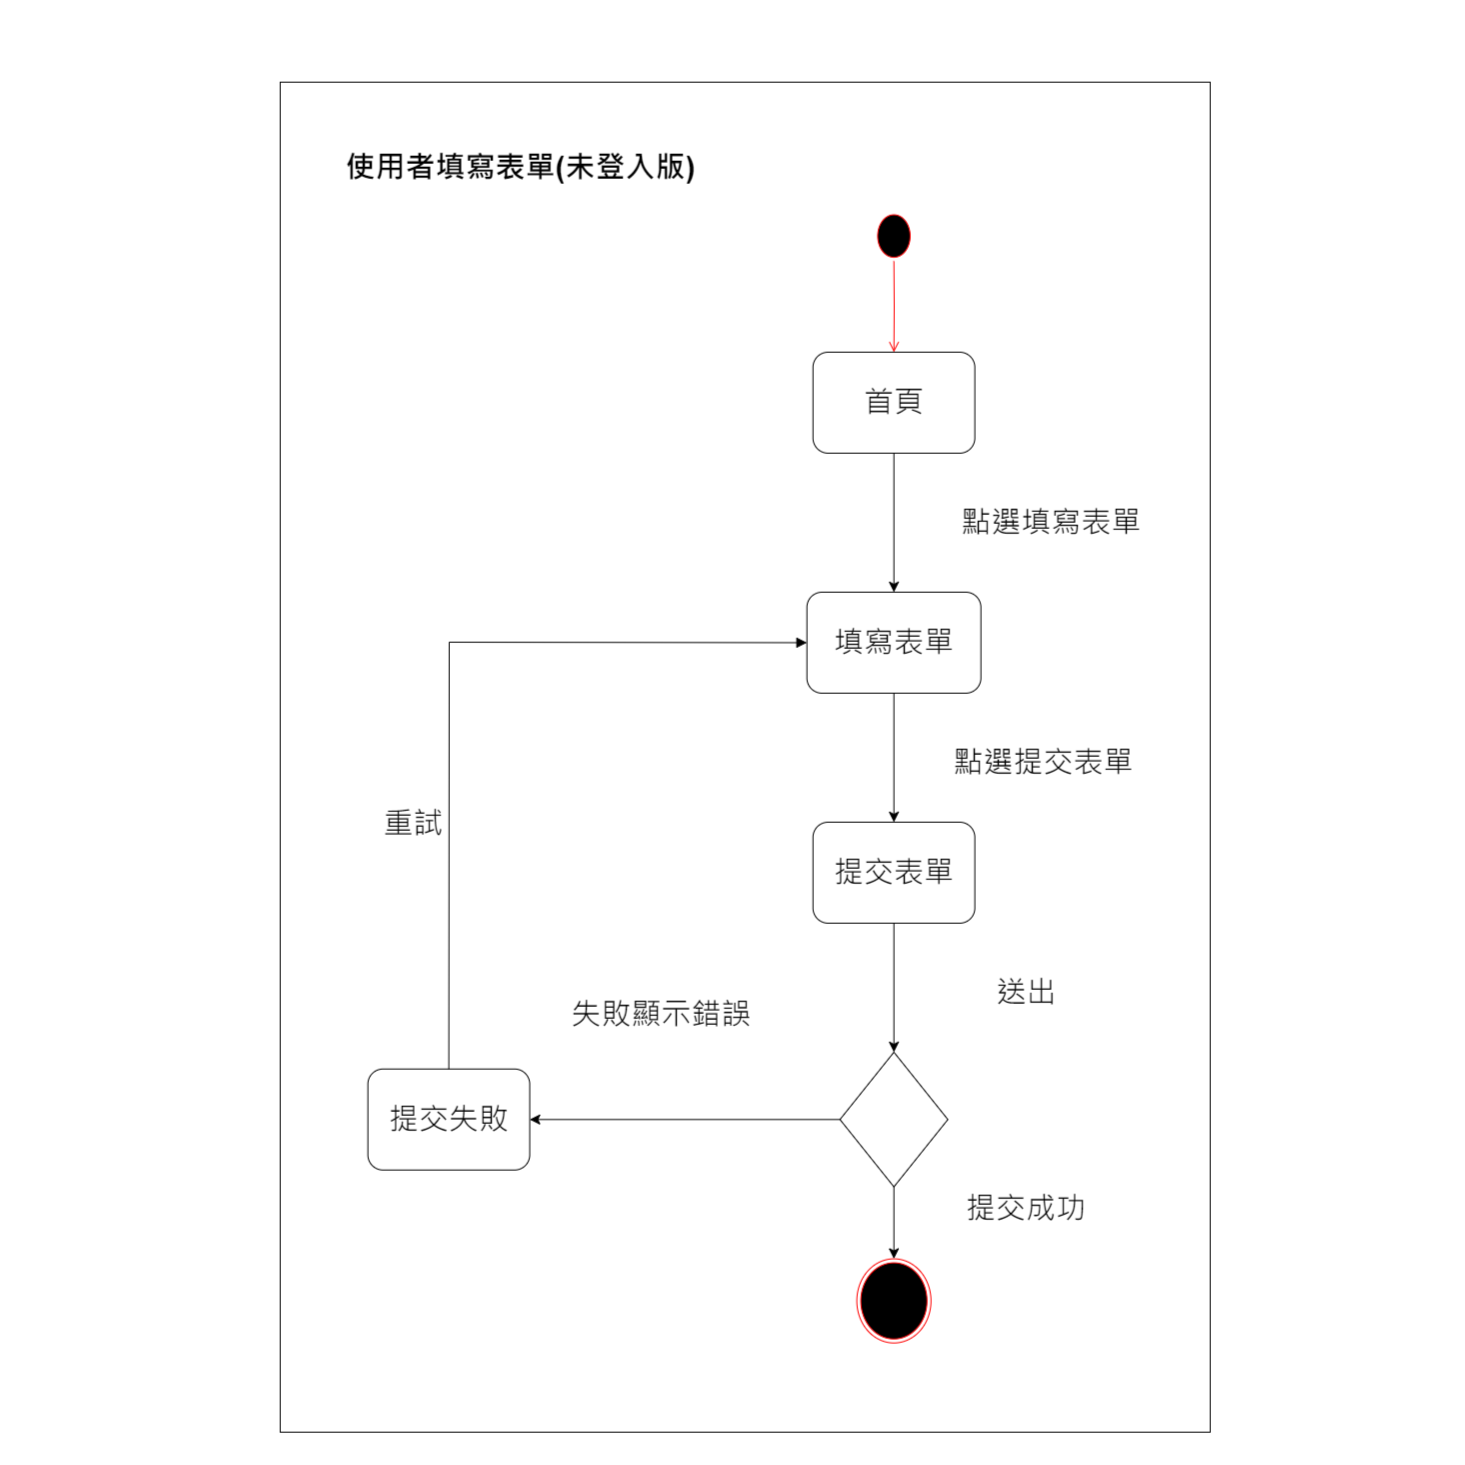 使用者填寫表單(未登入版)
首頁
點選填寫表單
填寫表單
點選提交表單
重試
提交表單
送出
失敗顯示錯誤
提交失敗
提交成功